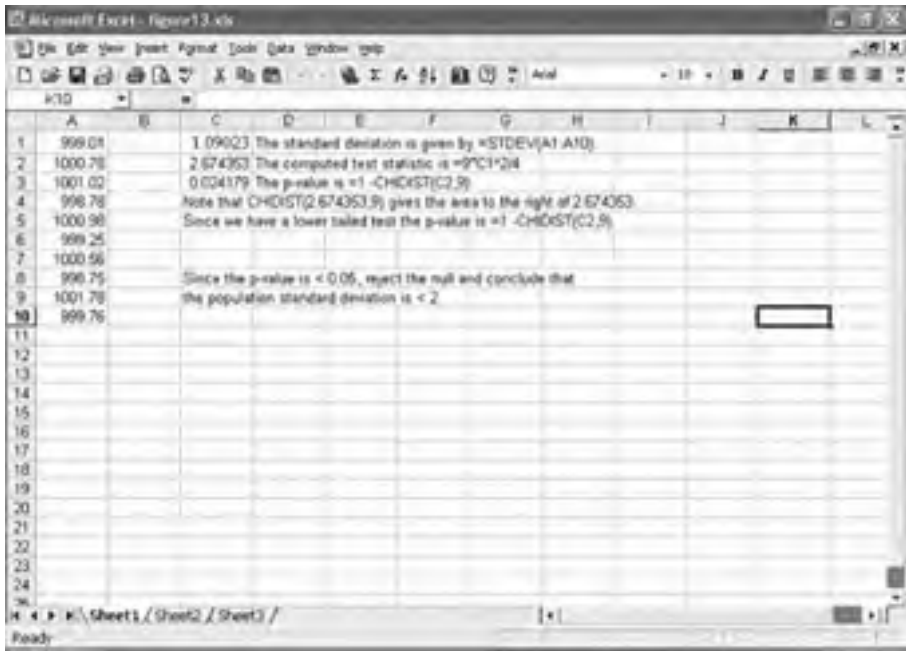 Microsoft Excel - figure13.xls
File Edit View Insert Format Tools Data Window Help
Arial 10 B I U
K10 =
A B C D E F G H I J K L
1 999.01 1.09023 The standard deviation is given by =STDEV(A1:A10).
2 1000.78 2.674353 The computed test statistic is =9*C1^2/4
3 1001.02 0.024179 The p-value is =1 -CHIDIST(C2,9)
4 998.78 Note that CHIDIST(2.674353,9) gives the area to the right of 2.674353.
5 1000.98 Since we have a lower tailed test the p-value is =1 -CHIDIST(C2,9).
6 999.25
7 1000.56
8 998.75 Since the p-value is < 0.05, reject the null and conclude that
9 1001.78 the population standard deviation is < 2.
10 999.76
11
12
13
14
15
16
17
18
19
20
21
22
23
24
Sheet1 / Sheet2 / Sheet3 /
Ready